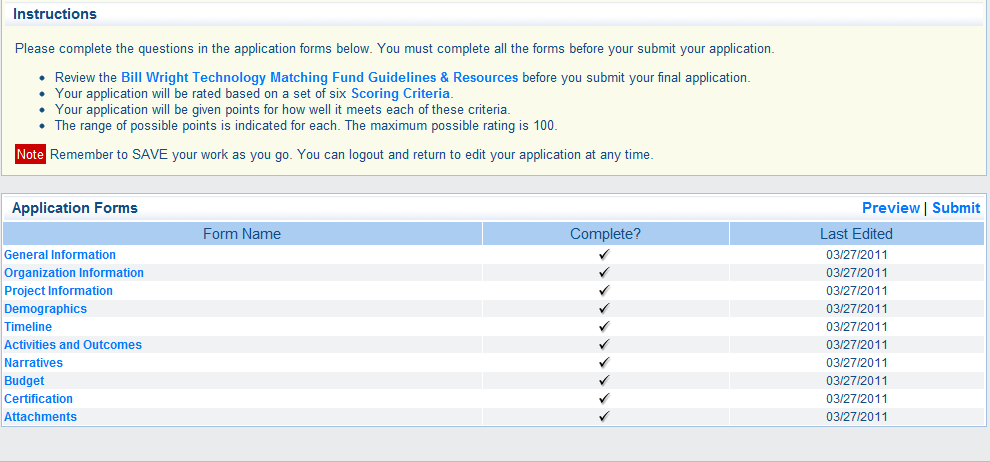 Instructions
Please complete the questions in the application forms below. You must complete all the forms before your submit your application.
• Review the Bill Wright Technology Matching Fund Guidelines & Resources before you submit your final application.
• Your application will be rated based on a set of six Scoring Criteria.
• Your application will be given points for how well it meets each of these criteria.
• The range of possible points is indicated for each. The maximum possible rating is 100.
Note Remember to SAVE your work as you go. You can logout and return to edit your application at any time.
Application Forms Preview | Submit
Form Name Complete? Last Edited
General Information ✓ 03/27/2011
Organization Information ✓ 03/27/2011
Project Information ✓ 03/27/2011
Demographics ✓ 03/27/2011
Timeline ✓ 03/27/2011
Activities and Outcomes ✓ 03/27/2011
Narratives ✓ 03/27/2011
Budget ✓ 03/27/2011
Certification ✓ 03/27/2011
Attachments ✓ 03/27/2011